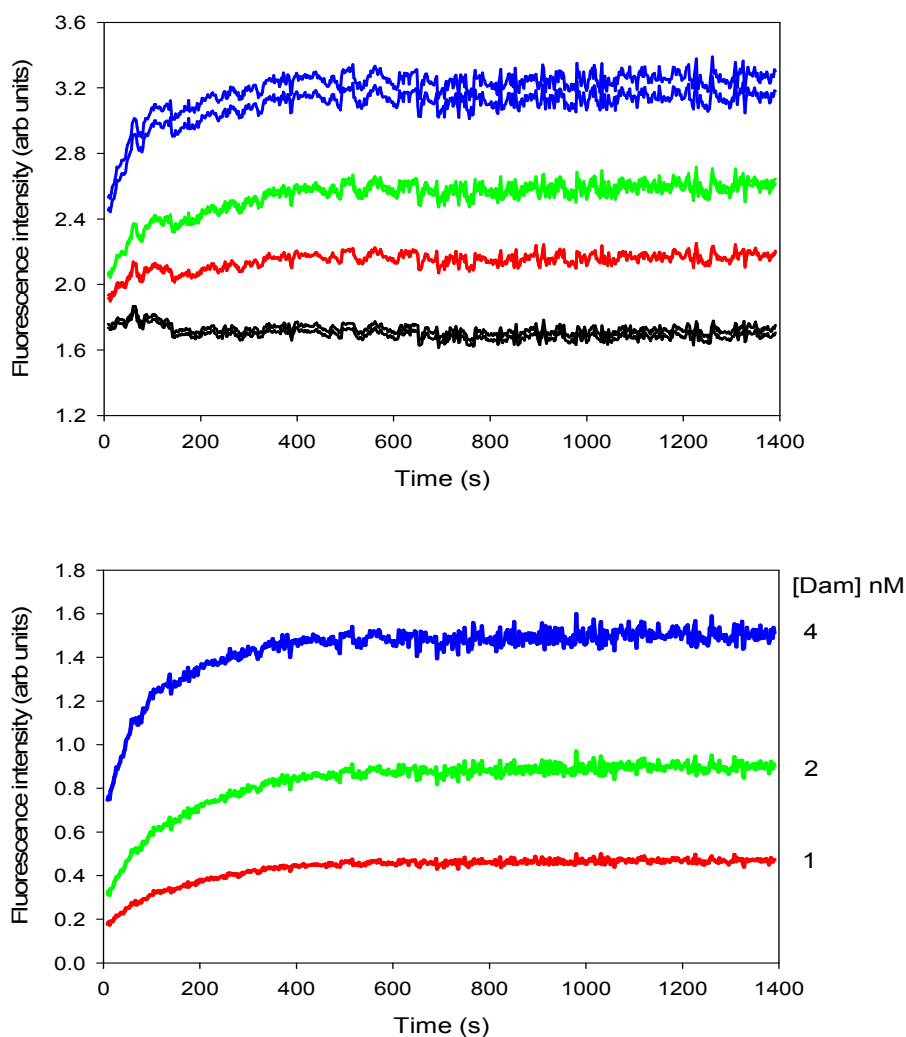 Fluorescence intensity (arb units)
3.6
3.2
2.8
2.4
2.0
1.6
1.2
0 200 400 600 800 1000 1200 1400
Time (s)
Fluorescence intensity (arb units)
1.8
1.6
1.4
1.2
1.0
0.8
0.6
0.4
0.2
0.0
[Dam] nM
4
2
1
0 200 400 600 800 1000 1200 1400
Time (s)